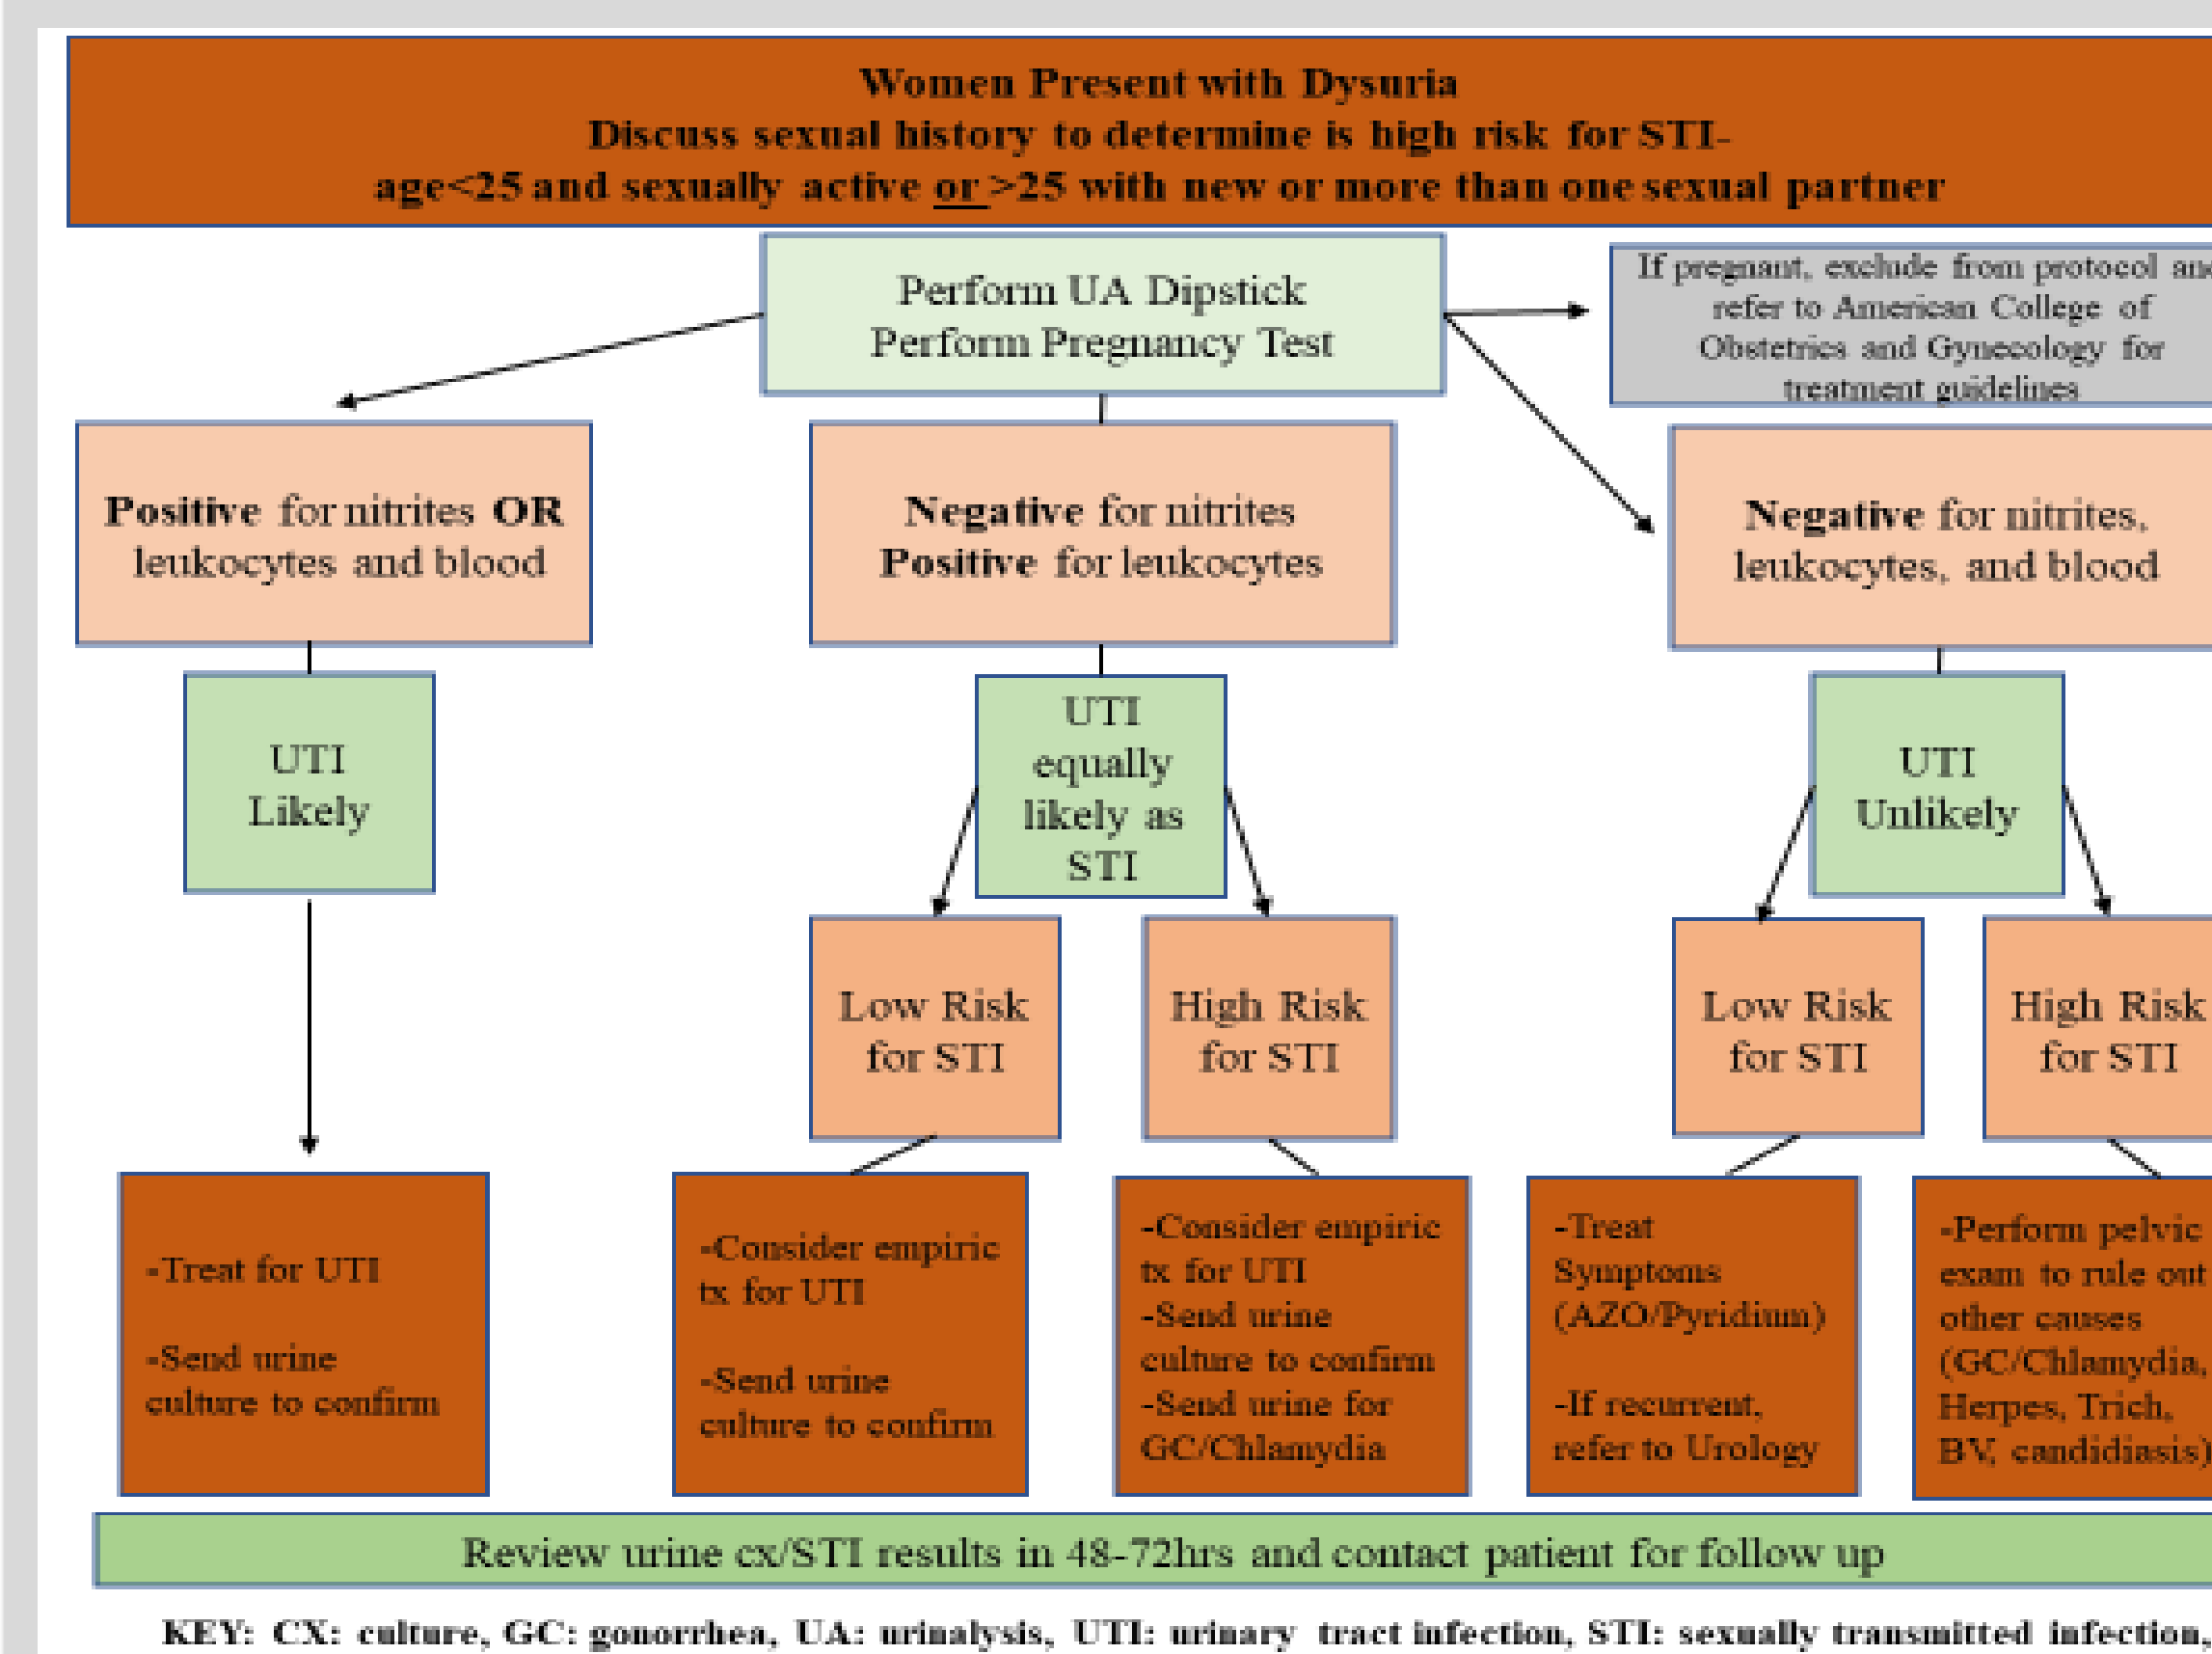 Women Present with Dysuria
Discuss sexual history to determine is high risk for STI-
age<25 and sexually active or >25 with new or more than one sexual partner
Perform UA Dipstick
Perform Pregnancy Test
If pregnant, exclude from protocol and
refer to American College of
Obstetrics and Gynecology for
treatment guidelines
Positive for nitrites OR
leukocytes and blood
Negative for nitrites
Positive for leukocytes
Negative for nitrites,
leukocytes, and blood
UTI
Likely
UTI
equally
likely as
STI
UTI
Unlikely
Low Risk
for STI
High Risk
for STI
Low Risk
for STI
High Risk
for STI
-Treat for UTI
-Send urine
culture to confirm
-Consider empiric
tx for UTI
-Send urine
culture to confirm
-Consider empiric
tx for UTI
-Send urine
culture to confirm
-Send urine for
GC/Chlamydia
-Treat
Symptoms
(AZO/Pyridium)
-If recurrent,
refer to Urology
-Perform pelvic
exam to rule out
other causes
(GC/Chlamydia,
Herpes, Trich,
BV, candidiasis)
Review urine cx/STI results in 48-72hrs and contact patient for follow up
KEY: CX: culture, GC: gonorrhea, UA: urinalysis, UTI: urinary tract infection, STI: sexually transmitted infection,